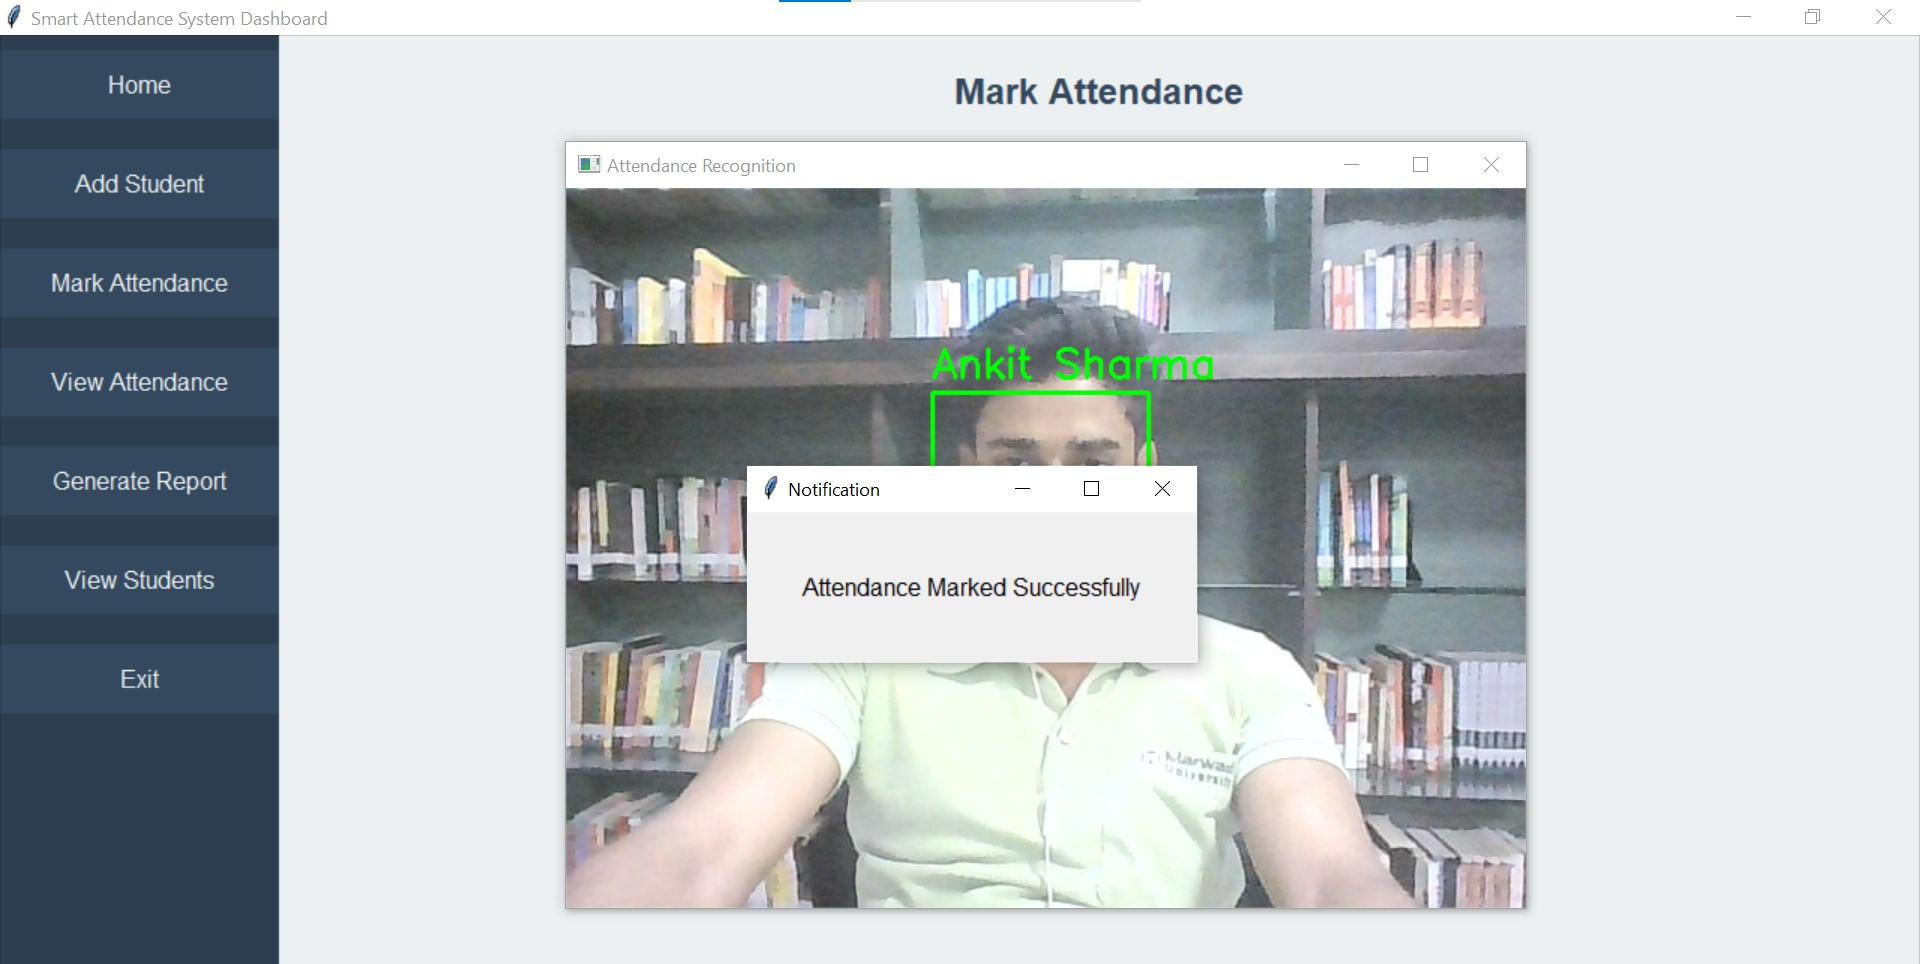 Smart Attendance System Dashboard
Home
Add Student
Mark Attendance
View Attendance
Generate Report
View Students
Exit
Mark Attendance
Attendance Recognition
Ankit Sharma
Notification
Attendance Marked Successfully
University